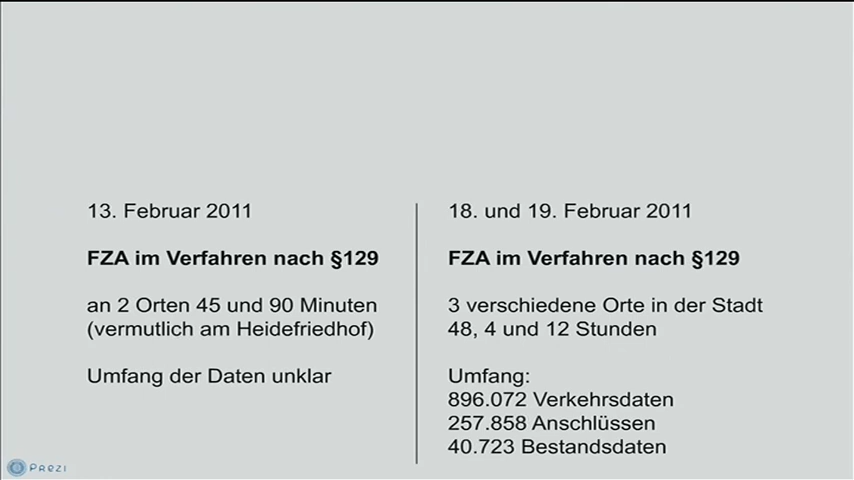 13. Februar 2011
FZA im Verfahren nach §129
an 2 Orten 45 und 90 Minuten
(vermutlich am Heidefriedhof)
Umfang der Daten unklar
18. und 19. Februar 2011
FZA im Verfahren nach §129
3 verschiedene Orte in der Stadt
48, 4 und 12 Stunden
Umfang:
896.072 Verkehrsdaten
257.858 Anschlüssen
40.723 Bestandsdaten
Prezi